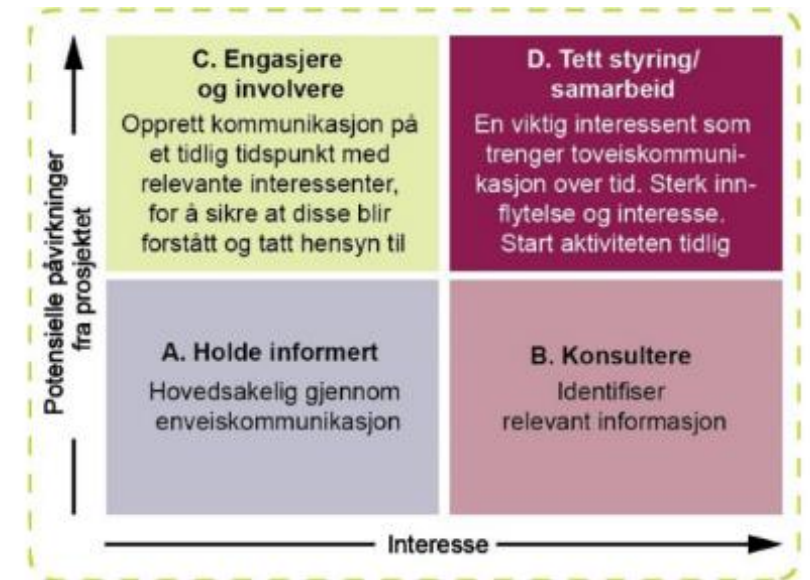 Potensielle påvirkninger
fra prosjektet
C. Engasjere
og involvere
Opprett kommunikasjon på
et tidlig tidspunkt med
relevante interessenter,
for å sikre at disse blir
forstått og tatt hensyn til
D. Tett styring/
samarbeid
En viktig interessent som
trenger toveiskommuni-
kasjon over tid. Sterk inn-
flytelse og interesse.
Start aktiviteten tidlig
A. Holde informert
Hovedsakelig gjennom
enveiskommunikasjon
B. Konsultere
Identifiser
relevant informasjon
Interesse